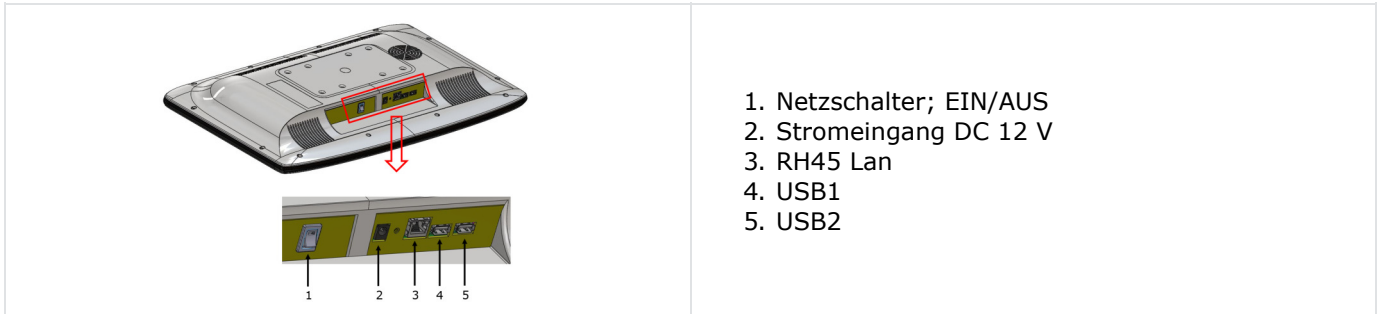 1. Netzschalter; EIN/AUS
2. Stromeingang DC 12 V
3. RH45 Lan
4. USB1
5. USB2
1 2 3 4 5